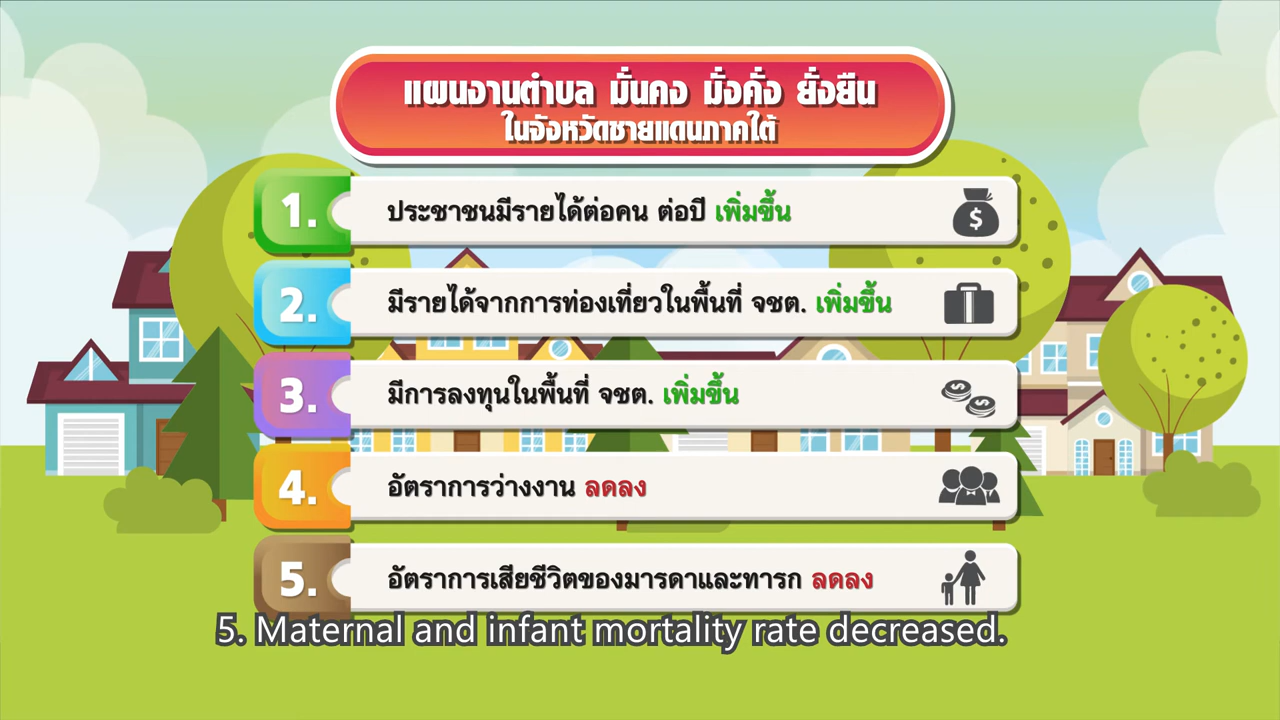 แผนงานตำบล มั่นคง มั่งคั่ง ยั่งยืน
ในจังหวัดชายแดนภาคใต้
1. ประชาชนมีรายได้ต่อคน ต่อปี เพิ่มขึ้น
2. มีรายได้จากการท่องเที่ยวในพื้นที่ จชต. เพิ่มขึ้น
3. มีการลงทุนในพื้นที่ จชต. เพิ่มขึ้น
4. อัตราการว่างงาน ลดลง
5. อัตราการเสียชีวิตของมารดาและทารก ลดลง
5. Maternal and infant mortality rate decreased.